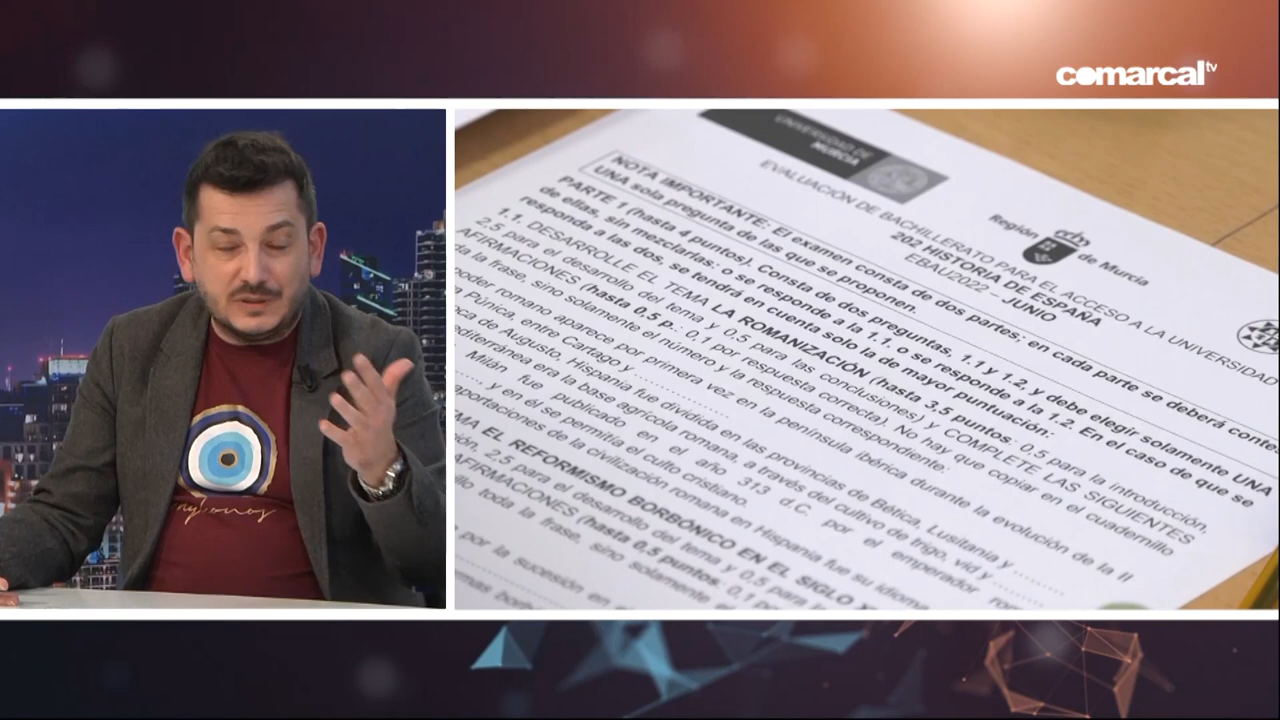 comarcal tv
UNIVERSIDAD DE
MURCIA
Región de Murcia
EVALUACIÓN DE BACHILLERATO PARA EL ACCESO A LA UNIVERSIDAD
EBAU2022 – JUNIO
202 HISTORIA DE ESPAÑA
NOTA IMPORTANTE: El examen consta de dos partes: en cada parte se deberá conte
UNA sola pregunta de las que se proponen.
PARTE 1 (hasta 4 puntos). Consta de dos preguntas, 1.1 y 1.2, y debe elegir solamente UNA
de ellas, sin mezclarlas: o se responde a la 1.1. o se responde a la 1.2. En el caso de que se
responda a las dos, se tendrá en cuenta solo la de mayor puntuación:
1.1. DESARROLLE EL TEMA LA ROMANIZACIÓN (hasta 3,5 puntos: 0,5 para la introducción,
2,5 para el desarrollo del tema y 0,5 para las conclusiones) y COMPLETE LAS SIGUIENTES
AFIRMACIONES (hasta 0,5 p.: 0,1 por respuesta correcta). No hay que copiar en el cuadernillo
da la frase, sino solamente el número y la respuesta correspondiente:
poder romano aparece por primera vez en la península ibérica durante la evolución de la II
Púnica, entre Cartago y ..............
ca de Augusto, Hispania fue dividida en las provincias de Bética, Lusitania y ..........
editerránea era la base agrícola romana, a través del cultivo de trigo, vid y ..........
Milán fue publicado en el año 313 d.C. por el emperador
..... y en él se permitía el culto cristiano.
portaciones de la civilización romana en Hispania fue su idioma
MA EL REFORMISMO BORBÓNICO EN EL SIGLO X
ción, 2,5 para el desarrollo del tema y 0,5 para la
AFIRMACIONES (hasta 0,5 puntos. 0,1
llo toda la frase, sino solamente
por la sucesión en el